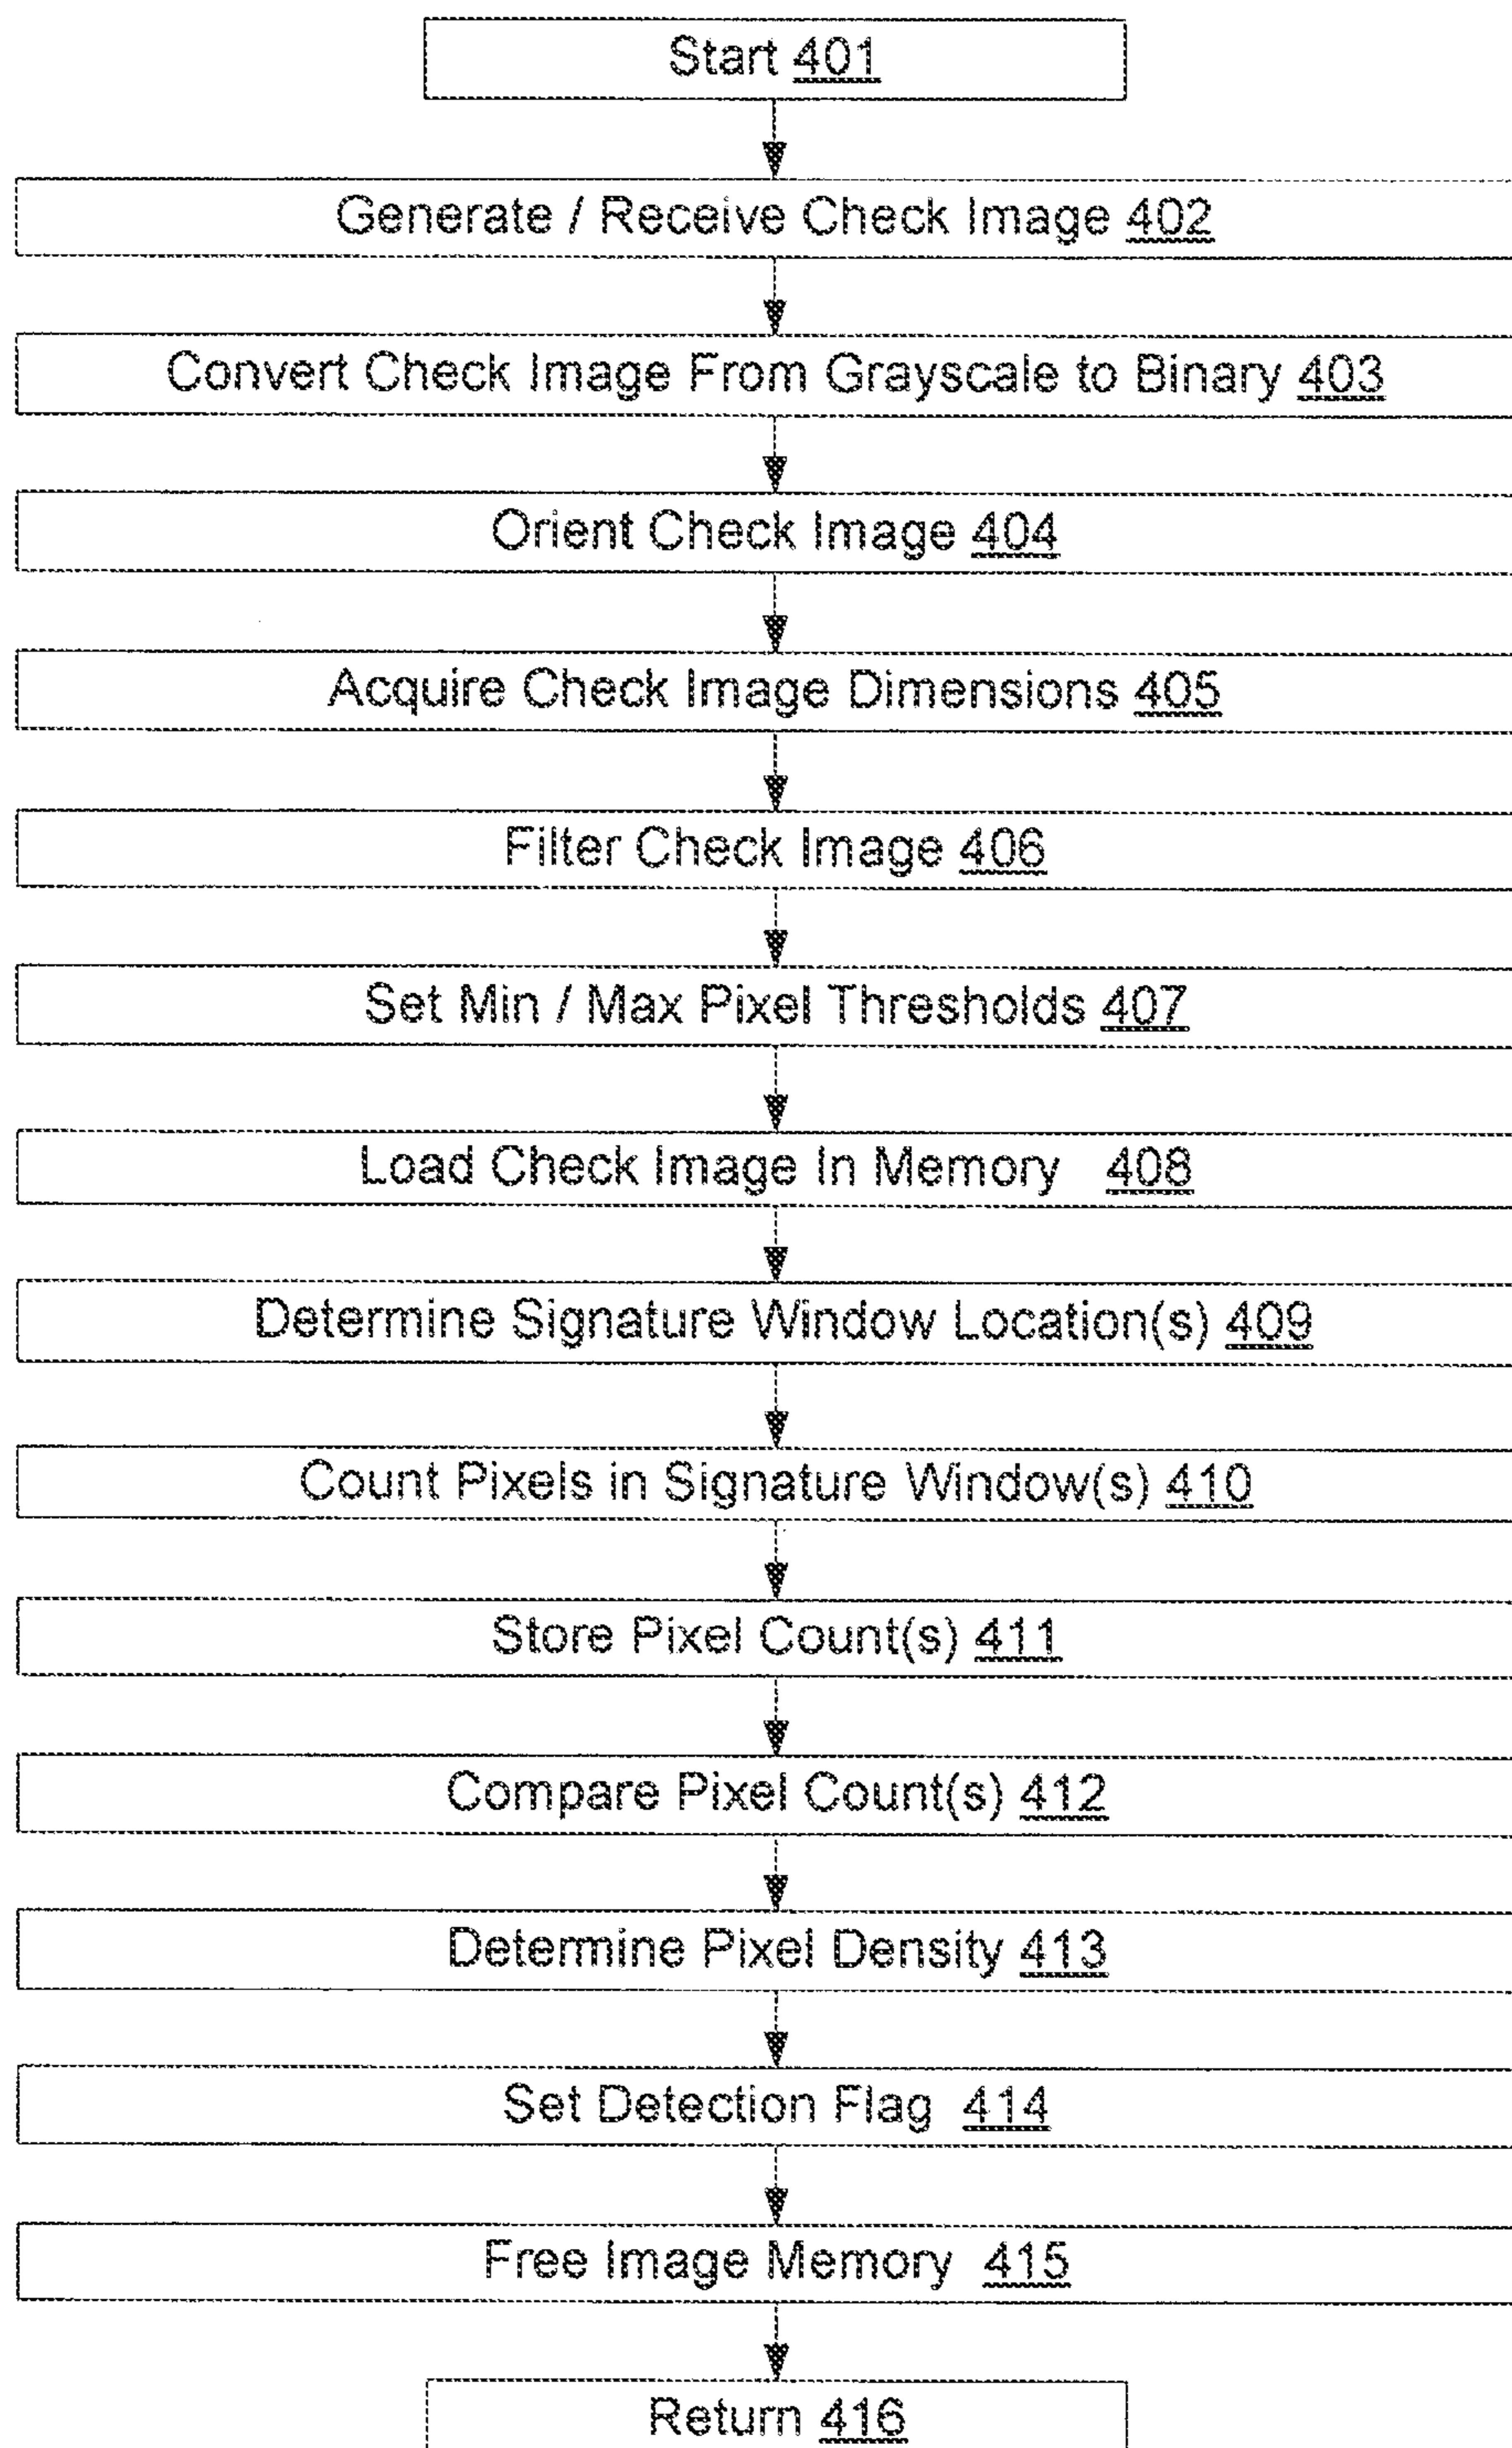 Start 401
Generate / Receive Check Image 402
Convert Check Image From Grayscale to Binary 403
Orient Check Image 404
Acquire Check Image Dimensions 405
Filter Check Image 406
Set Min / Max Pixel Thresholds 407
Load Check Image In Memory 408
Determine Signature Window Location(s) 409
Count Pixels in Signature Window(s) 410
Store Pixel Count(s) 411
Compare Pixel Count(s) 412
Determine Pixel Density 413
Set Detection Flag 414
Free Image Memory 415
Return 416